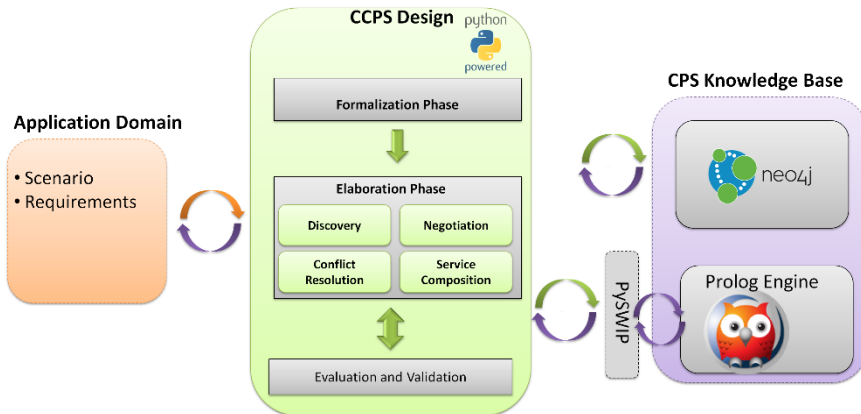 CCPS Design
python
powered
Formalization Phase
CPS Knowledge Base
Application Domain
• Scenario
• Requirements
Elaboration Phase
Discovery
Negotiation
Conflict
Resolution
Service
Composition
neo4j
PySWIP
Prolog Engine
Evaluation and Validation